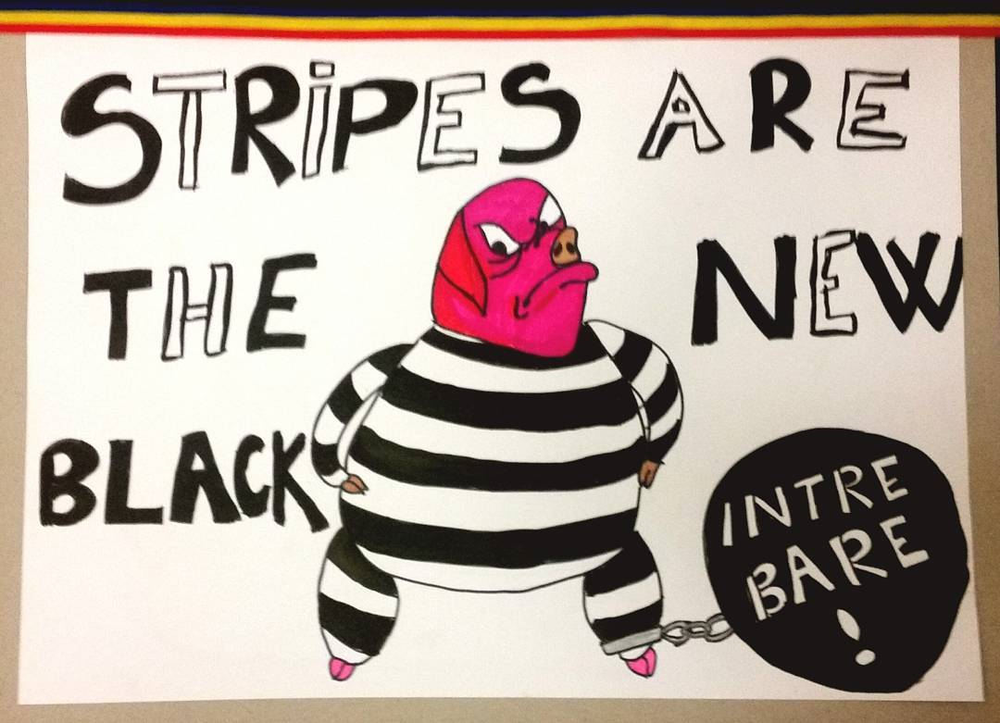 STRiPES ARE
THE NEW
BLACK
INTRE
BARE
!